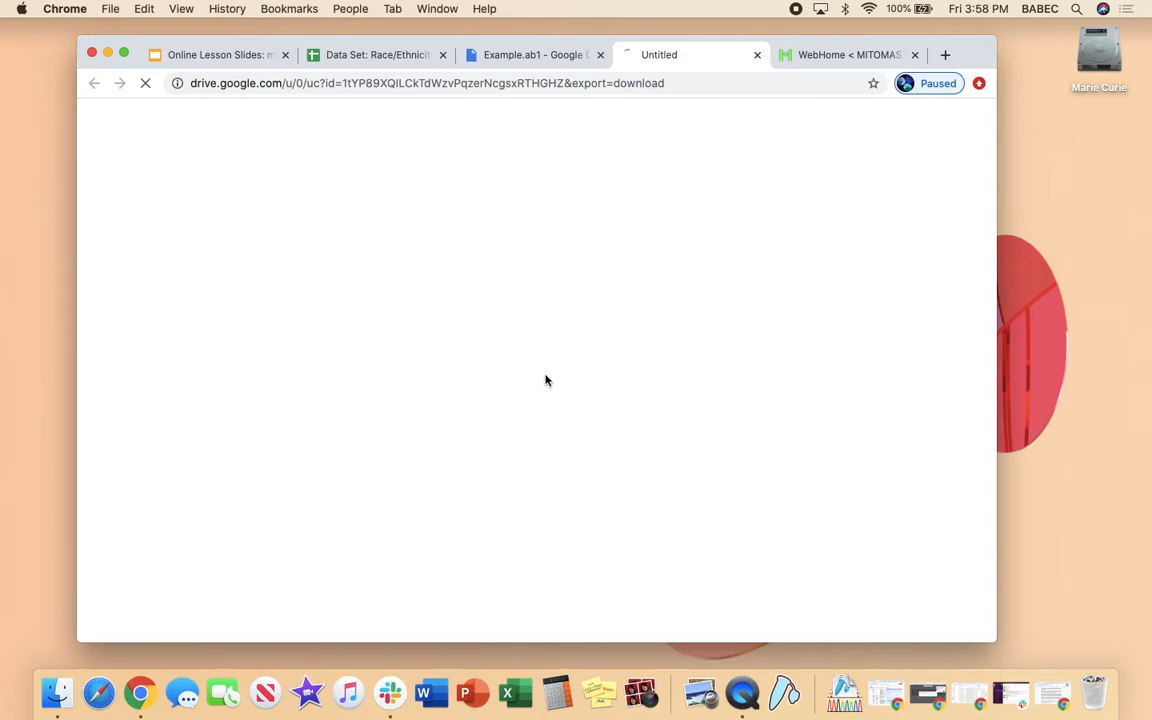 Chrome File Edit View History Bookmarks People Tab Window Help 100% Fri 3:58 PM BABEC
Online Lesson Slides: m Data Set: Race/Ethnicit Example.ab1 - Google D Untitled WebHome < MITOMAS
drive.google.com/u/0/uc?id=1tYP89XQILCkTdWzvPqzerNcgsxRTHGHZ&export=download Paused
Marie Curie